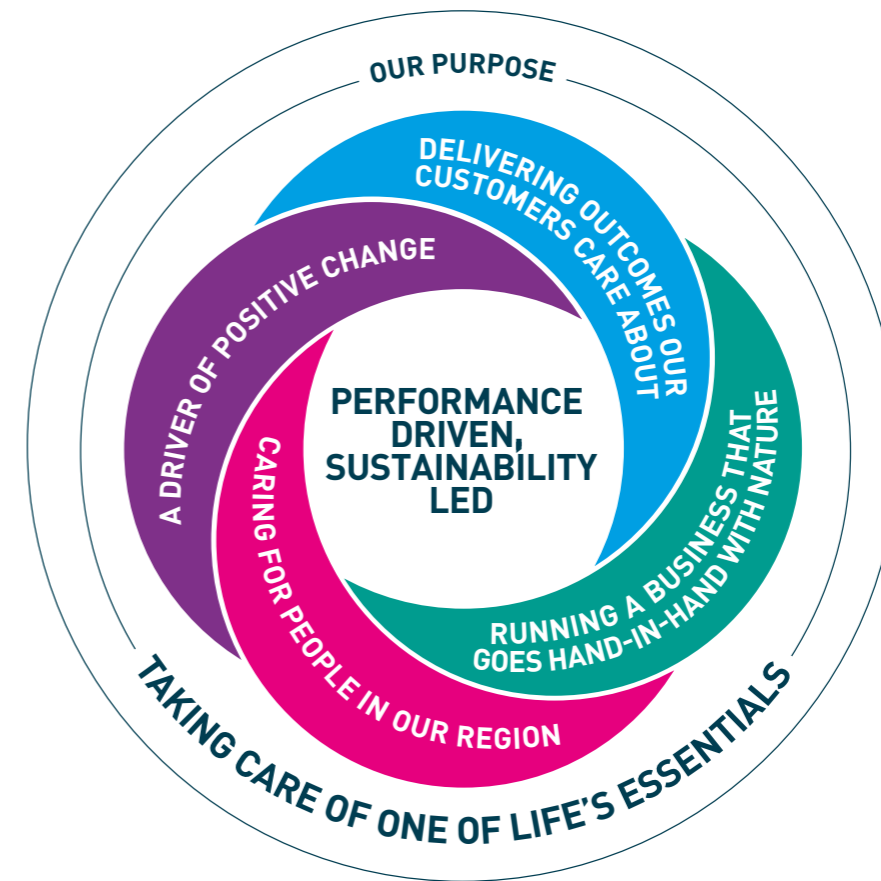 OUR PURPOSE
DELIVERING OUTCOMES OUR
CUSTOMERS CARE ABOUT
RUNNING A BUSINESS THAT
GOES HAND-IN-HAND WITH NATURE
CARING FOR PEOPLE IN OUR REGION
A DRIVER OF POSITIVE CHANGE
PERFORMANCE
DRIVEN,
SUSTAINABILITY
LED
TAKING CARE OF ONE OF LIFE'S ESSENTIALS